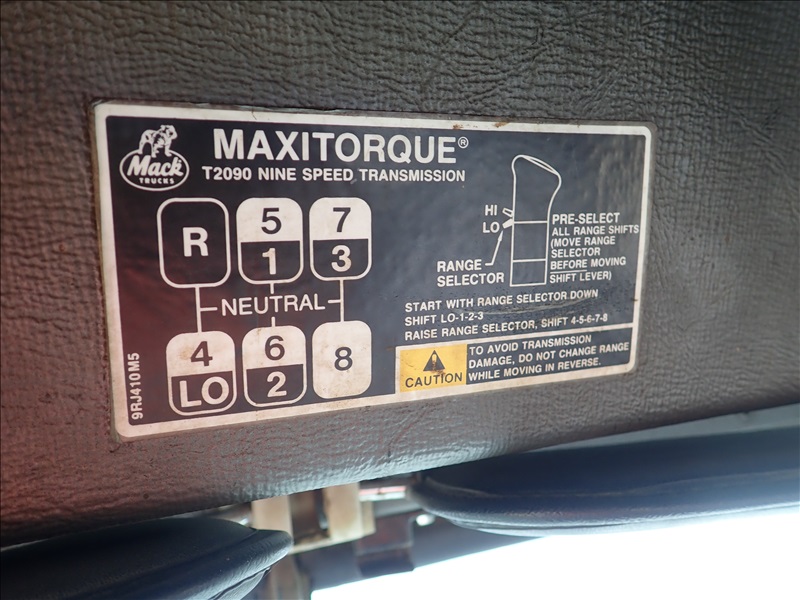 Mack
TRUCKS
MAXITORQUE®
T2090 NINE SPEED TRANSMISSION
R
5
1
7
3
NEUTRAL
4
LO
6
2
8
9RJ410M5
HI
LO
RANGE
SELECTOR
PRE-SELECT
ALL RANGE SHIFTS
(MOVE RANGE
SELECTOR
BEFORE MOVING
SHIFT LEVER)
START WITH RANGE SELECTOR DOWN
SHIFT LO-1-2-3
RAISE RANGE SELECTOR, SHIFT 4-5-6-7-8
CAUTION
TO AVOID TRANSMISSION
DAMAGE, DO NOT CHANGE RANGE
WHILE MOVING IN REVERSE.